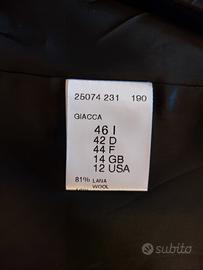 25074 231 190
GIACCA
46 I
42 D
44 F
14 GB
12 USA
81% LANA
WOOL
subito